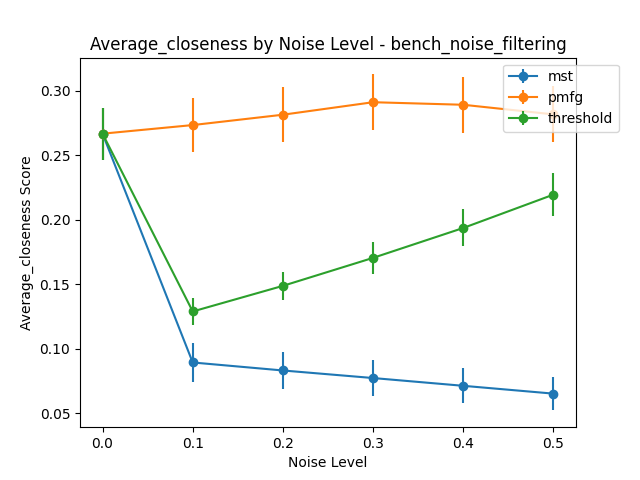 Average_closeness by Noise Level - bench_noise_filtering
mst
pmfg
threshold
Average_closeness Score
0.30
0.25
0.20
0.15
0.10
0.05
0.0 0.1 0.2 0.3 0.4 0.5
Noise Level